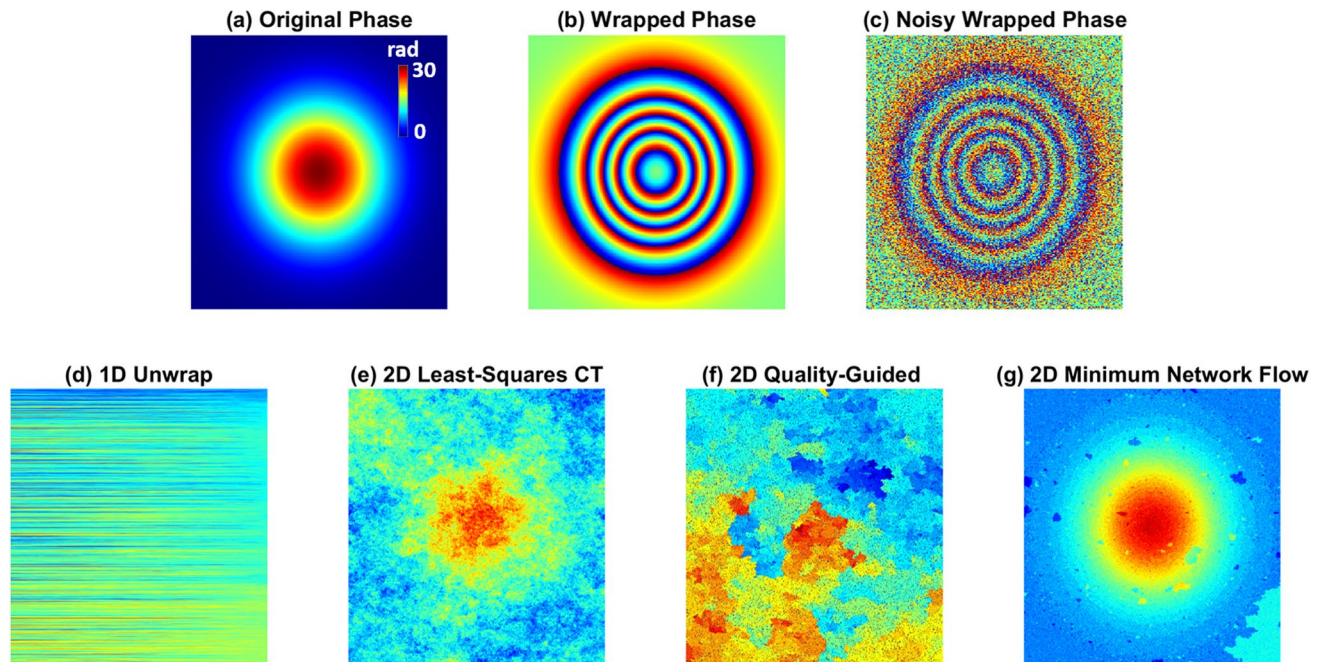 (a) Original Phase
(b) Wrapped Phase
(c) Noisy Wrapped Phase
rad
30
0
(d) 1D Unwrap
(e) 2D Least-Squares CT
(f) 2D Quality-Guided
(g) 2D Minimum Network Flow